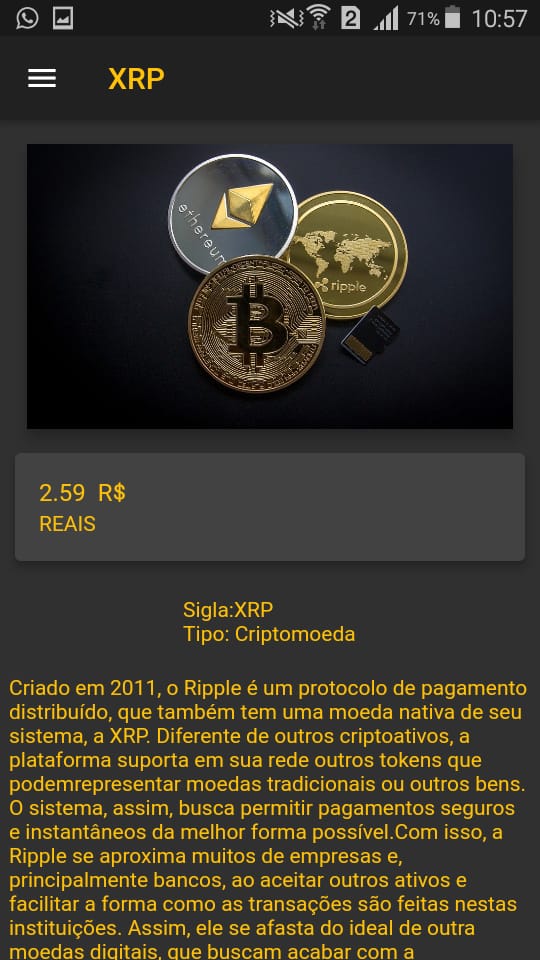 2 71% 10:57
XRP
ethereum
ripple
2.59 R$
REAIS
Sigla:XRP
Tipo: Criptomoeda
Criado em 2011, o Ripple é um protocolo de pagamento
distribuído, que também tem uma moeda nativa de seu
sistema, a XRP. Diferente de outros criptoativos, a
plataforma suporta em sua rede outros tokens que
podemrepresentar moedas tradicionais ou outros bens.
O sistema, assim, busca permitir pagamentos seguros
e instantâneos da melhor forma possível.Com isso, a
Ripple se aproxima muitos de empresas e,
principalmente bancos, ao aceitar outros ativos e
facilitar a forma como as transações são feitas nestas
instituições. Assim, ele se afasta do ideal de outra
moedas digitais, que buscam acabar com a